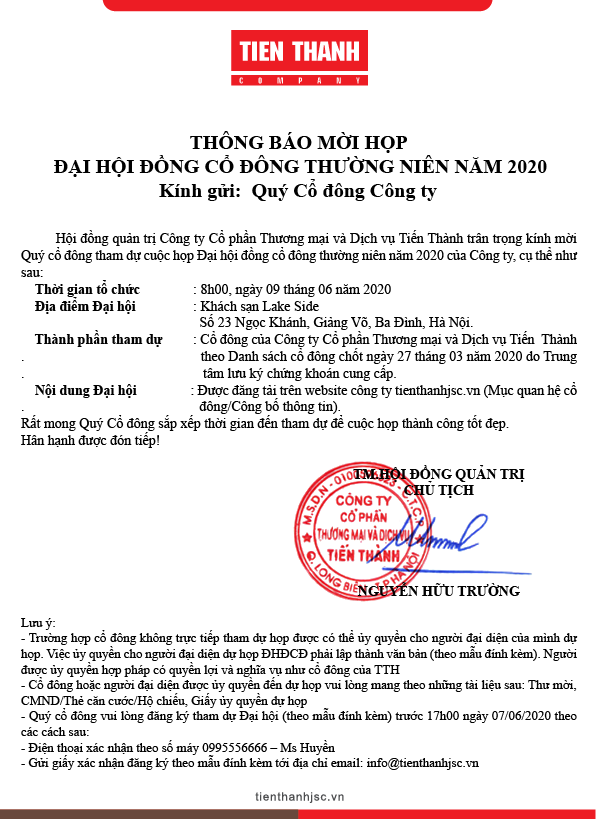 TIEN THANH
COMPANY
THÔNG BÁO MỜI HỌP
ĐẠI HỘI ĐỒNG CỔ ĐÔNG THƯỜNG NIÊN NĂM 2020
Kính gửi: Quý Cổ đông Công ty
Hội đồng quản trị Công ty Cổ phần Thương mại và Dịch vụ Tiến Thành trân trọng kính mời
Quý cổ đông tham dự cuộc họp Đại hội đồng cổ đông thường niên năm 2020 của Công ty, cụ thể như
sau:
Thời gian tổ chức : 8h00, ngày 09 tháng 06 năm 2020
Địa điểm Đại hội : Khách sạn Lake Side
Số 23 Ngọc Khánh, Giảng Võ, Ba Đình, Hà Nội.
Thành phần tham dự : Cổ đông của Công ty Cổ phần Thương mại và Dịch vụ Tiến Thành
. theo Danh sách cổ đông chốt ngày 27 tháng 03 năm 2020 do Trung
. tâm lưu ký chứng khoán cung cấp.
Nội dung Đại hội : Được đăng tải trên website công ty tienthanhjsc.vn (Mục quan hệ cổ
. đông/Công bố thông tin).
Rất mong Quý Cổ đông sắp xếp thời gian đến tham dự để cuộc họp thành công tốt đẹp.
Hân hạnh được đón tiếp!
TM.HỘI ĐỒNG QUẢN TRỊ
CHỦ TỊCH
CÔNG TY
CỔ PHẦN
THƯƠNG MẠI VÀ DỊCH VỤ
TIẾN THÀNH
Q. LONG BIÊN - T.P HÀ NỘI
NGUYỄN HỮU TRƯỜNG
Lưu ý:
- Trường hợp cổ đông không trực tiếp tham dự họp được có thể ủy quyền cho người đại diện của mình dự
họp. Việc ủy quyền cho người đại diện dự họp ĐHĐCĐ phải lập thành văn bản (theo mẫu đính kèm). Người
được ủy quyền hợp pháp có quyền lợi và nghĩa vụ như cổ đông của TTH
- Cổ đông hoặc người đại diện được ủy quyền đến dự họp vui lòng mang theo những tài liệu sau: Thư mời,
CMND/Thẻ căn cước/Hộ chiếu, Giấy ủy quyền dự họp
- Quý cổ đông vui lòng đăng ký tham dự Đại hội (theo mẫu đính kèm) trước 17h00 ngày 07/06/2020 theo
các cách sau:
- Điện thoại xác nhận theo số máy 0995556666 – Ms Huyền
- Gửi giấy xác nhận đăng ký theo mẫu đính kèm tới địa chỉ email: info@tienthanhjsc.vn
tienthanhjsc.vn